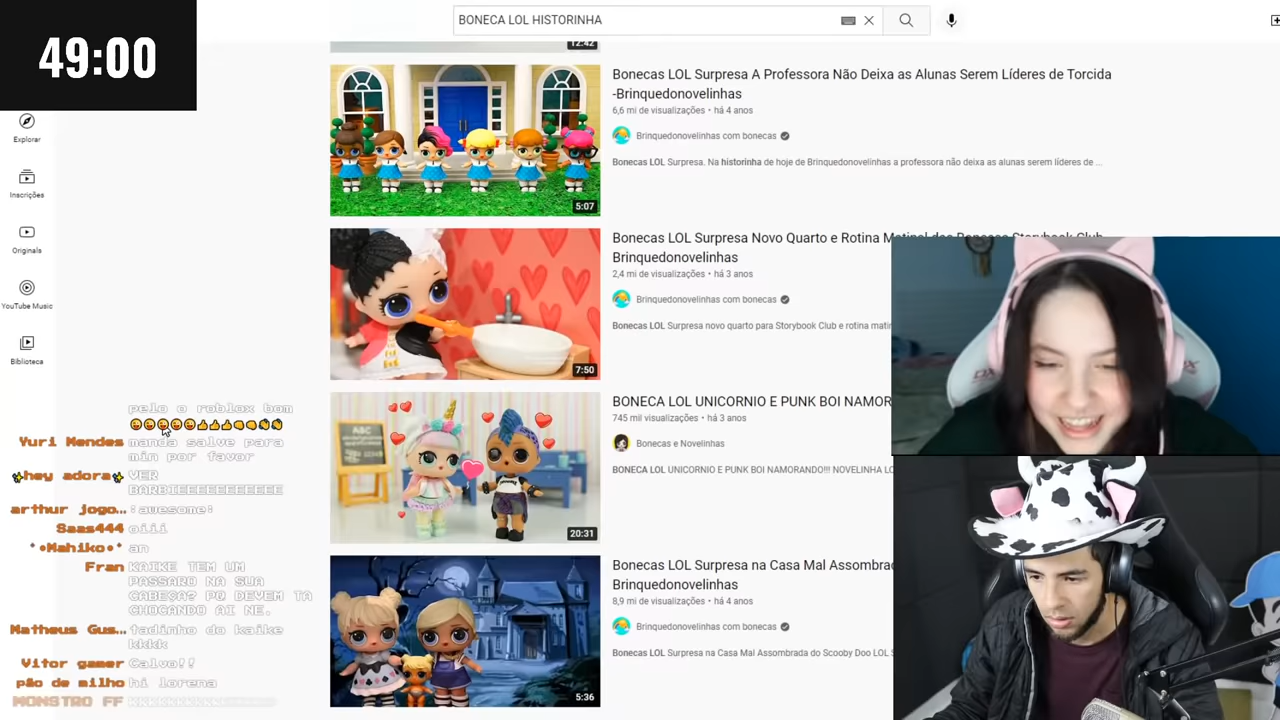 BONECA LOL HISTORINHA
49:00
12:42
Explorar
Inscrições
Originals
YouTube Music
Biblioteca
Bonecas LOL Surpresa A Professora Não Deixa as Alunas Serem Líderes de Torcida
-Brinquedonovelinhas
6,6 mi de visualizações • há 4 anos
Brinquedonovelinhas com bonecas
Bonecas LOL Surpresa. Na historinha de hoje de Brinquedonovelinhas a professora não deixa as alunas serem líderes de ...
5:07
Bonecas LOL Surpresa Novo Quarto e Rotina Matinal das Bonecas Storybook Club
Brinquedonovelinhas
2,4 mi de visualizações • há 3 anos
Brinquedonovelinhas com bonecas
Bonecas LOL Surpresa novo quarto para Storybook Club e rotina
7:50
BONECA LOL UNICORNIO E PUNK BOI NAMOR
745 mil visualizações • há 3 anos
Bonecas e Novelinhas
BONECA LOL UNICORNIO E PUNK BOI NAMORANDO!!! NOVELINHA
ABC
20:31
Bonecas LOL Surpresa na Casa Mal Assombrad
Brinquedonovelinhas
8,9 mi de visualizações • há 4 anos
Brinquedonovelinhas com bonecas
Bonecas LOL Surpresa na Casa Mal Assombrada do Scooby Doo LOL
5:36
pelo o roblox bom
😜😜😜😜😜👍👍👍👊👊👏👏
Yuri Mendes manda salve para
min por favor
✨hey adora✨ VER
BARBIEEEEEEEEEEE
arthur jogo… :awesome:
Saas444 oiii
*•Mahiko•* an
Fran KAIKE TEM UM
PASSARO NA SUA
CABEÇA? PQ DEVEM TA
CHOCANDO AI NE.
Matheus Gus… tadinho do kaike
kkkk
Vitor gamer Calvo!!
pão de milho hi lorena
MONSTRO FF
DX